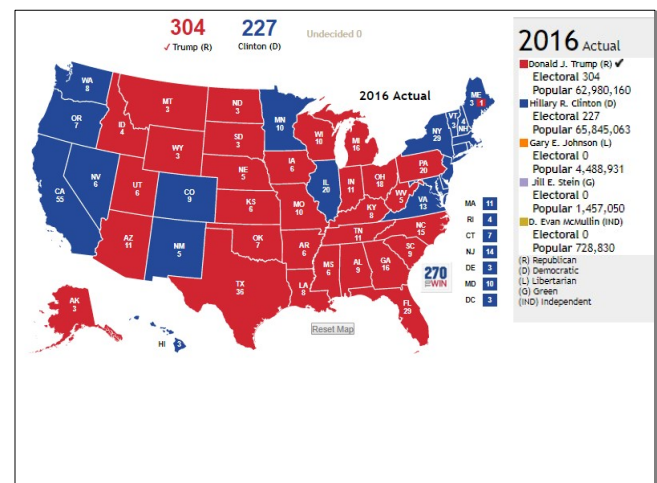 304
227
Undecided 0
✓ Trump (R)
Clinton (D)
2016 Actual
WA
8
OR
7
CA
55
NV
6
ID
4
MT
3
WY
3
UT
6
AZ
11
CO
9
NM
5
ND
3
SD
3
NE
5
KS
6
OK
7
TX
36
MN
10
IA
6
MO
10
AR
6
LA
8
WI
10
IL
20
MI
16
IN
11
OH
18
KY
8
TN
11
MS
6
AL
9
GA
16
FL
29
SC
9
NC
15
VA
13
WV
5
PA
20
NY
29
VT
3
NH
4
ME
3 1
AK
3
HI 3
MA 11
RI 4
CT 7
NJ 14
DE 3
MD 10
DC 3
270
TO WIN
Reset Map
2016 Actual
Donald J. Trump (R) ✔
Electoral 304
Popular 62,980,160
Hillary R. Clinton (D)
Electoral 227
Popular 65,845,063
Gary E. Johnson (L)
Electoral 0
Popular 4,488,931
Jill E. Stein (G)
Electoral 0
Popular 1,457,050
D. Evan McMullin (IND)
Electoral 0
Popular 728,830
(R) Republican
(D) Democratic
(L) Libertarian
(G) Green
(IND) Independent